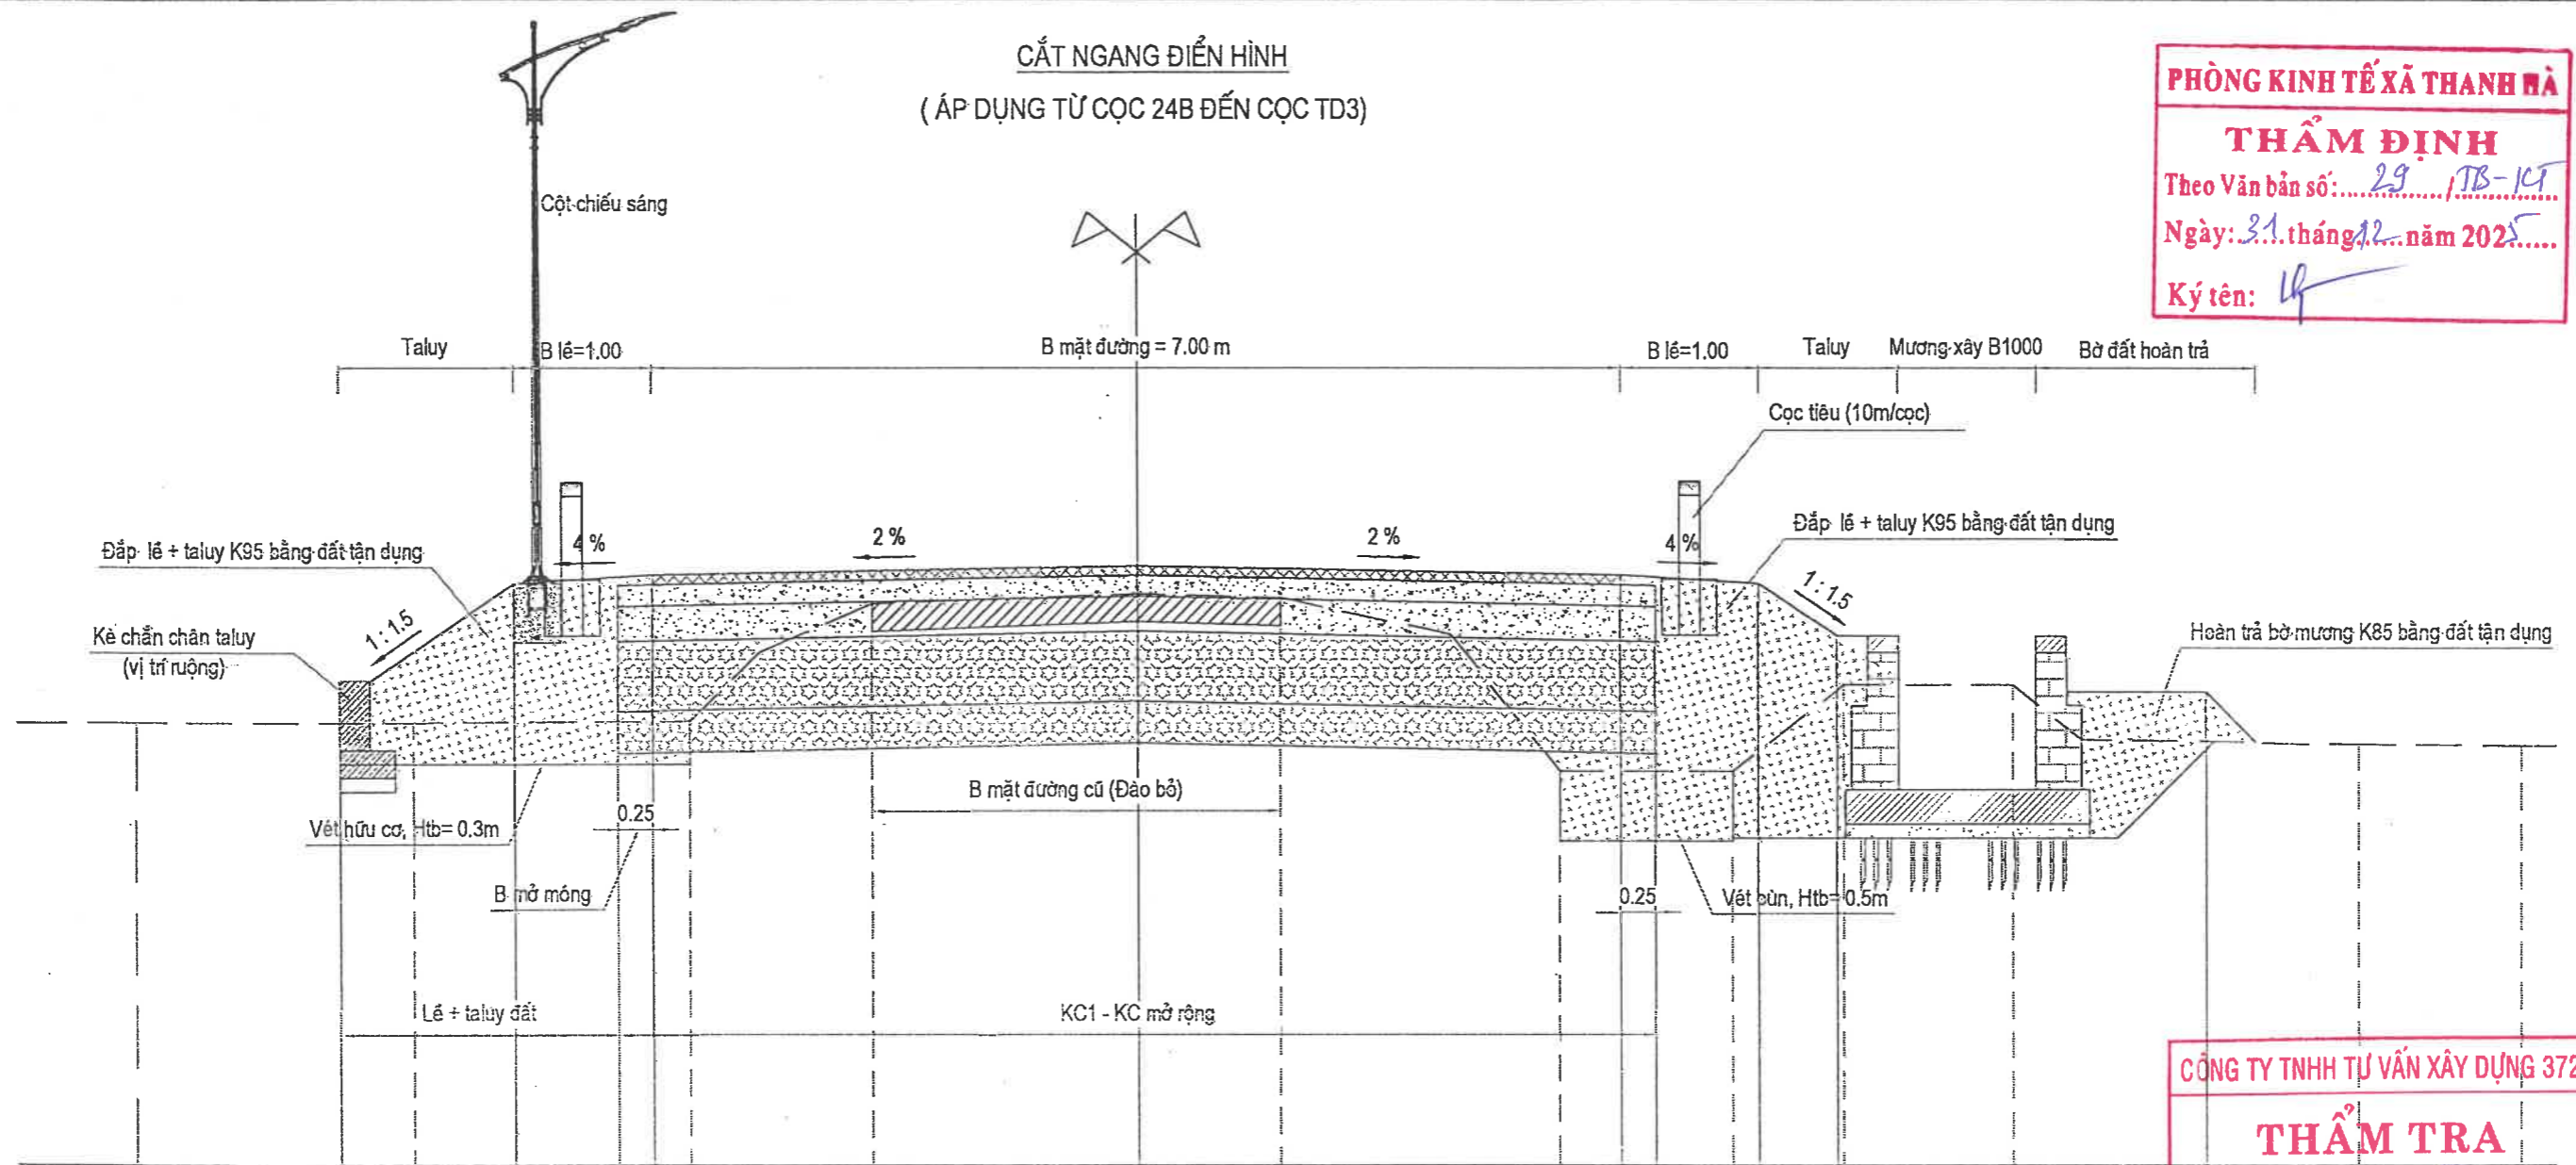 CẮT NGANG ĐIỂN HÌNH
( ÁP DỤNG TỪ CỌC 24B ĐẾN CỌC TD3)
PHÒNG KINH TẾ XÃ THANH HÀ
THẨM ĐỊNH
Theo Văn bản số:....29....../TB-KT
Ngày:.31..tháng.12..năm 2025.....
Ký tên:
Cột chiếu sáng
Taluy
B lề=1.00
B mặt đường = 7.00 m
B lề=1.00
Taluy
Mương xây B1000
Bờ đất hoàn trả
Cọc tiêu (10m/cọc)
Đắp lề + taluy K95 bằng đất tận dụng
4 %
2 %
2 %
4 %
Đắp lề + taluy K95 bằng đất tận dụng
1 : 1.5
1 : 1.5
Kè chắn chân taluy
(vị trí ruộng)
Hoàn trả bờ mương K85 bằng đất tận dụng
B mặt đường cũ (Đào bỏ)
Vét hữu cơ, Htb= 0.3m
0.25
B mở móng
0.25
Vét bùn, Htb= 0.5m
Lề + taluy đất
KC1 - KC mở rộng
CÔNG TY TNHH TƯ VẤN XÂY DỰNG 372
THẨM TRA